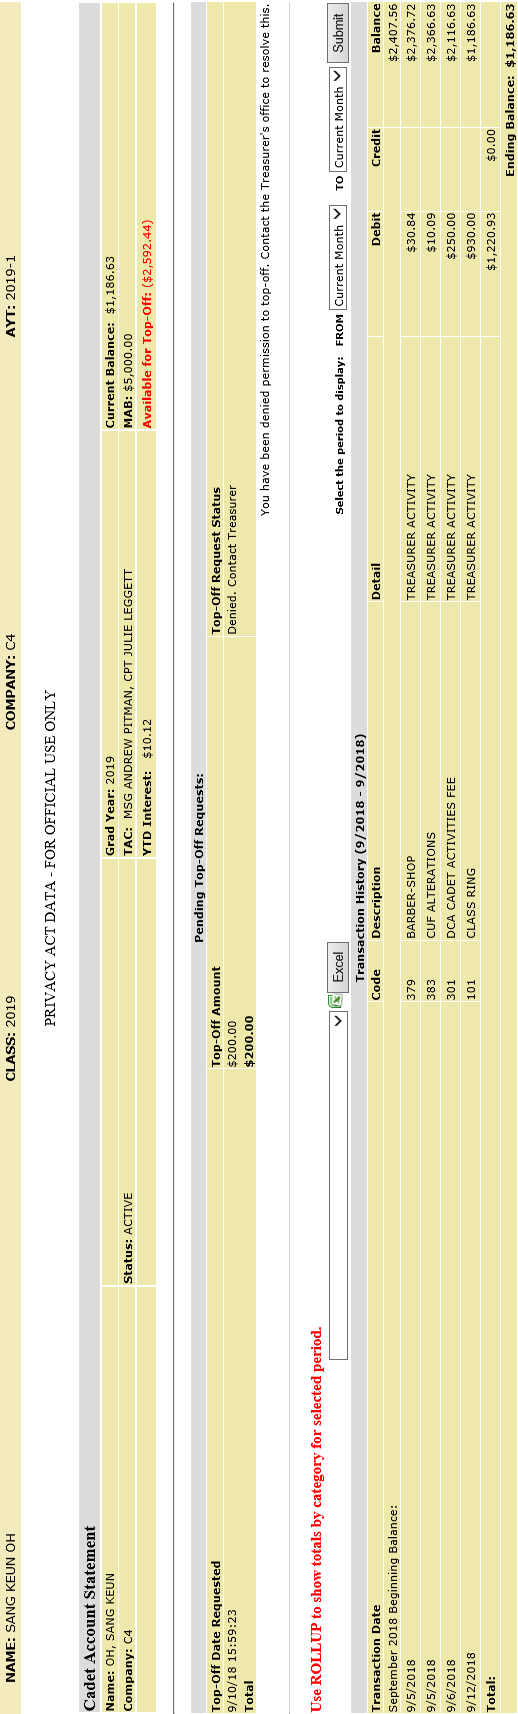 NAME: SANG KEUN OH CLASS: 2019 COMPANY: C4 AYT: 2019-1
PRIVACY ACT DATA - FOR OFFICIAL USE ONLY
Cadet Account Statement
Name: OH, SANG KEUN Grad Year: 2019 Current Balance: $1,186.63
Company: C4 Status: ACTIVE TAC: MSG ANDREW PITMAN, CPT JULIE LEGGETT MAB: $5,000.00
YTD Interest: $10.12 Available for Top-Off: ($2,592.44)
Pending Top-Off Requests:
Top-Off Date Requested Top-Off Amount Top-Off Request Status
9/10/18 15:59:23 $200.00 Denied. Contact Treasurer
Total $200.00
You have been denied permission to top-off. Contact the Treasurer's office to resolve this.
Use ROLLUP to show totals by category for selected period.
Excel Select the period to display: FROM Current Month TO Current Month Submit
Transaction History (9/2018 - 9/2018)
Transaction Date Code Description Detail Debit Credit Balance
September 2018 Beginning Balance: $2,407.56
9/5/2018 379 BARBER-SHOP TREASURER ACTIVITY $30.84 $2,376.72
9/5/2018 383 CUF ALTERATIONS TREASURER ACTIVITY $10.09 $2,366.63
9/6/2018 301 DCA CADET ACTIVITIES FEE TREASURER ACTIVITY $250.00 $2,116.63
9/12/2018 101 CLASS RING TREASURER ACTIVITY $930.00 $1,186.63
Total: $1,220.93 $0.00
Ending Balance: $1,186.63